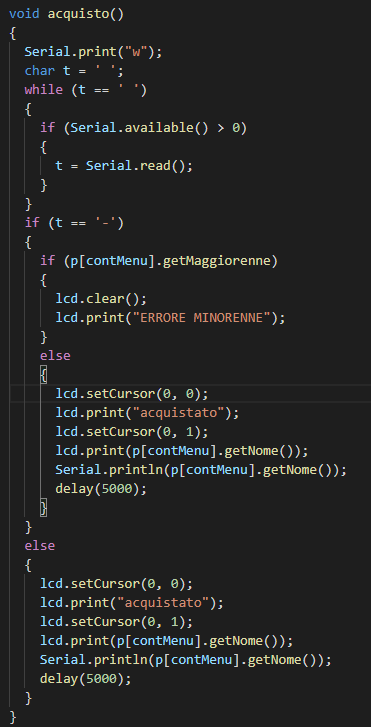 void acquisto()
{
  Serial.print("w");
  char t = ' ';
  while (t == ' ')
  {
    if (Serial.available() > 0)
    {
      t = Serial.read();
    }
  }
  if (t == '-')
  {
    if (p[contMenu].getMaggiorenne)
    {
      lcd.clear();
      lcd.print("ERRORE MINORENNE");
    }
    else
    {
      lcd.setCursor(0, 0);
      lcd.print("acquistato");
      lcd.setCursor(0, 1);
      lcd.print(p[contMenu].getNome());
      Serial.println(p[contMenu].getNome());
      delay(5000);
    }
  }
  else
  {
    lcd.setCursor(0, 0);
    lcd.print("acquistato");
    lcd.setCursor(0, 1);
    lcd.print(p[contMenu].getNome());
    Serial.println(p[contMenu].getNome());
    delay(5000);
  }
}